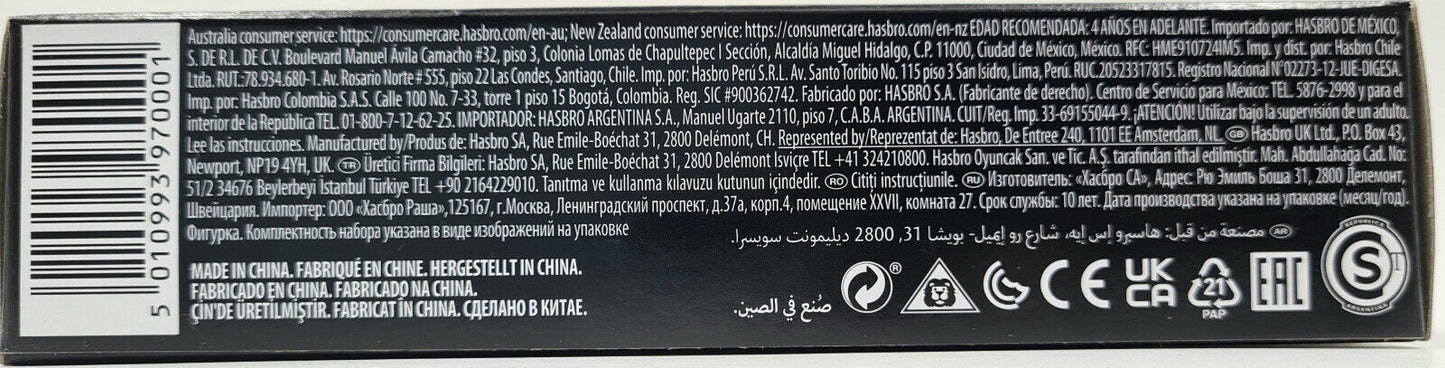 Australia consumer service: https://consumercare.hasbro.com/en-au; New Zealand consumer service: https://consumercare.hasbro.com/en-nz EDAD RECOMENDADA: 4 AÑOS EN ADELANTE. Importado por: HASBRO DE MÉXICO,
S. DE R.L. DE C.V. Boulevard Manuel Ávila Camacho #32, piso 3, Colonia Lomas de Chapultepec I Sección, Alcaldía Miguel Hidalgo, C.P. 11000, Ciudad de México, México. RFC: HME910724IM5. Imp. y dist. por: Hasbro Chile
Ltda. RUT.:78.934.680-1. Av. Rosario Norte # 555, piso 22 Las Condes, Santiago, Chile. Imp. por: Hasbro Perú S.R.L. Av. Santo Toribio No. 115 piso 3 San Isidro, Lima, Perú. RUC.20523317815. Registro Nacional N°02273-12-JUE-DIGESA.
Imp. por: Hasbro Colombia S.A.S. Calle 100 No. 7-33, torre 1 piso 15 Bogotá, Colombia. Reg. SIC #900362742. Fabricado por: HASBRO S.A. (Fabricante de derecho). Centro de Servicio para México: TEL. 5876-2998 y para el
interior de la República TEL. 01-800-7-12-62-25. IMPORTADOR: HASBRO ARGENTINA S.A., Manuel Ugarte 2110, piso 7, C.A.B.A. ARGENTINA. CUIT/Reg. Imp. 33-69155044-9. ¡ATENCIÓN! Utilizar bajo la supervisión de un adulto.
Lee las instrucciones. Manufactured by/Produs de: Hasbro SA, Rue Emile-Boéchat 31, 2800 Delémont, CH. Represented by/Reprezentat de: Hasbro, De Entree 240, 1101 EE Amsterdam, NL. GB Hasbro UK Ltd., P.O. Box 43,
Newport, NP19 4YH, UK. TR Üretici Firma Bilgileri: Hasbro SA, Rue Emile-Boéchat 31, 2800 Delémont Isviçre TEL +41 324210800. Hasbro Oyuncak San. ve Tic. A.Ş. tarafından ithal edilmiştir. Mah. Abdullahağa Cad. No:
51/2 34676 Beylerbeyi İstanbul Türkiye TEL +90 2164229010. Tanıtma ve kullanma kılavuzu kutunun içindedir. RO Citiți instrucțiunile. RU Изготовитель: «Хасбро СА», Адрес: Рю Эмиль Боша 31, 2800 Делемонт,
Швейцария. Импортер: ООО «Хасбро Раша»,125167, г.Москва, Ленинградский проспект, д.37а, корп.4, помещение XXVII, комната 27. Срок службы: 10 лет. Дата производства указана на упаковке (месяц/год).
Фигурка. Комплектность набора указана в виде изображений на упаковке
AR مصنعة من قبل: هاسبرو إس إيه، شارع رو إيميل- بويشا 31, 2800 ديليمونت سويسرا.
MADE IN CHINA. FABRIQUÉ EN CHINE. HERGESTELLT IN CHINA.
FABRICADO EN CHINA. FABRICADO NA CHINA.
ÇİN'DE ÜRETİLMİŞTİR. FABRICAT ÎN CHINA. СДЕЛАНО В КИТАЕ.
صُنع في الصين.
®
CE
UK
CA
21
PAP
EAC
REPUBLICA
S T
ARGENTINA
5 010993 970001